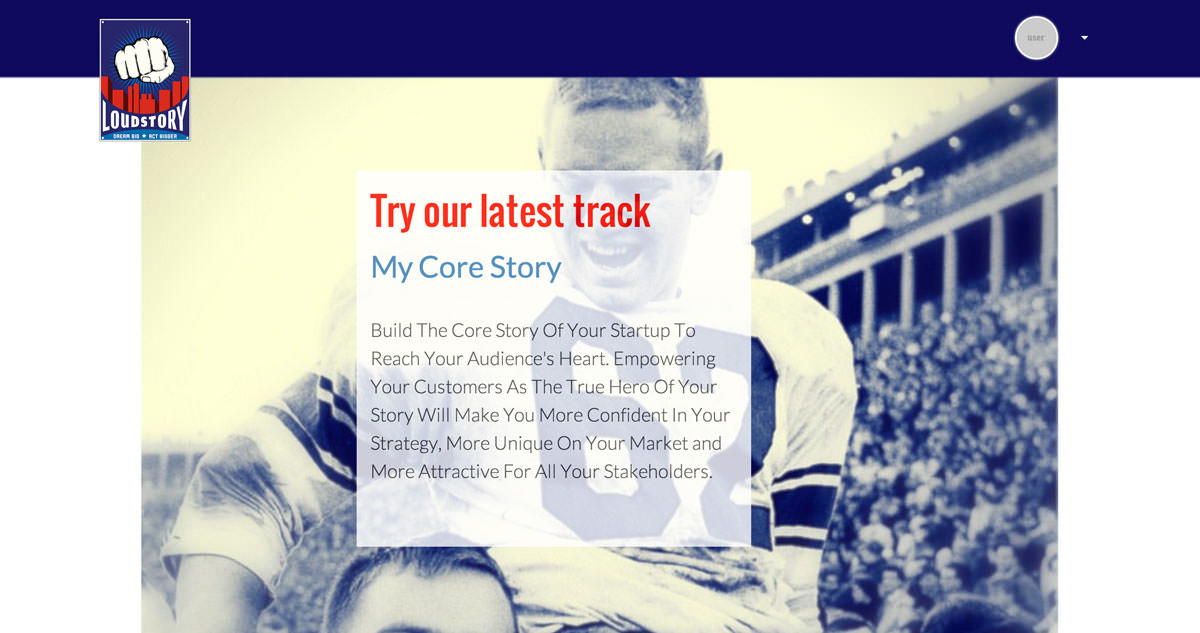 user
LOUDSTORY
DREAM BIG ★ ACT BIGGER
Try our latest track
My Core Story
Build The Core Story Of Your Startup To
Reach Your Audience's Heart. Empowering
Your Customers As The True Hero Of Your
Story Will Make You More Confident In Your
Strategy, More Unique On Your Market and
More Attractive For All Your Stakeholders.
62